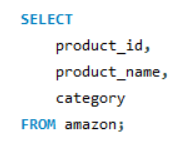 SELECT
    product_id,
    product_name,
    category
FROM amazon;